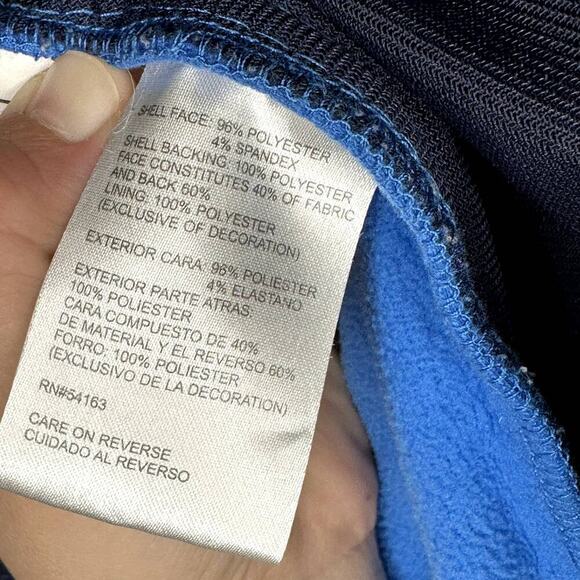 SHELL FACE: 96% POLYESTER
4% SPANDEX
SHELL BACKING: 100% POLYESTER
FACE CONSTITUTES 40% OF FABRIC
AND BACK 60%
LINING: 100% POLYESTER
(EXCLUSIVE OF DECORATION)
EXTERIOR CARA: 96% POLIESTER
4% ELASTANO
EXTERIOR PARTE ATRAS:
100% POLIESTER
CARA COMPUESTO DE 40%
DE MATERIAL Y EL REVERSO 60%
FORRO: 100% POLIESTER
(EXCLUSIVO DE LA DECORATION)
RN#54163
CARE ON REVERSE
CUIDADO AL REVERSO